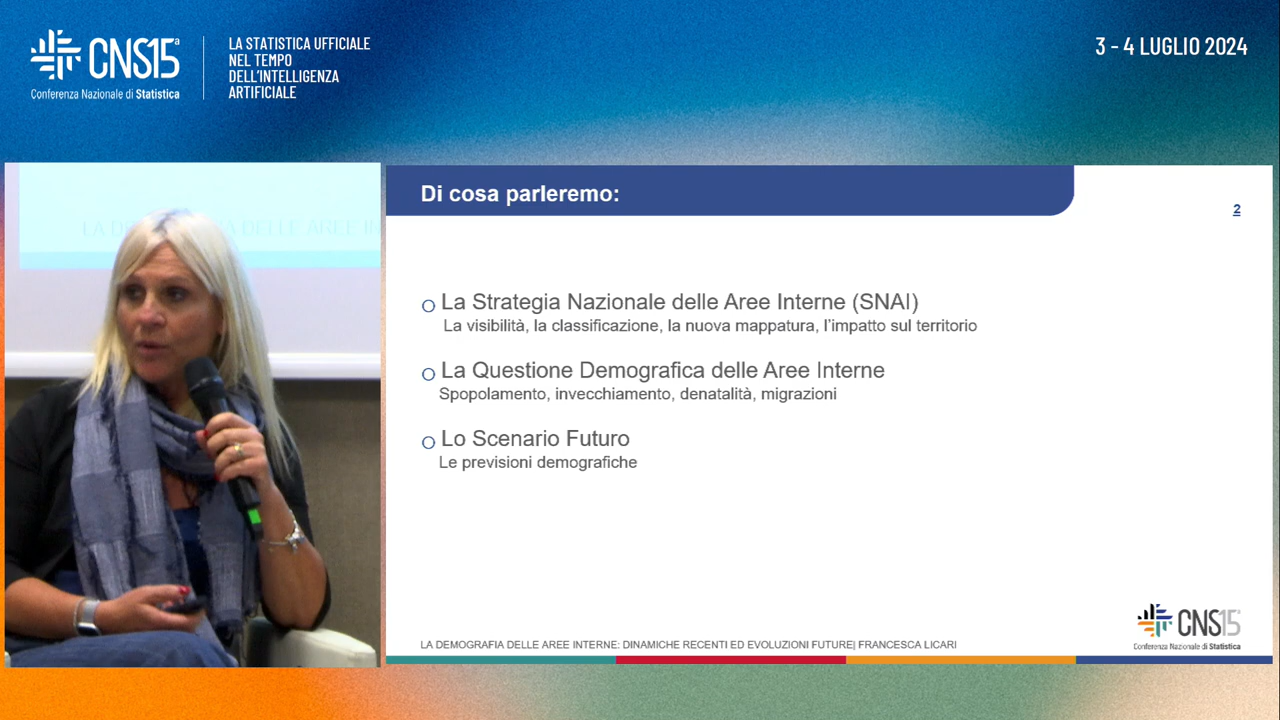 CNS15ª
Conferenza Nazionale di Statistica
LA STATISTICA UFFICIALE
NEL TEMPO
DELL'INTELLIGENZA
ARTIFICIALE
3 - 4 LUGLIO 2024
Di cosa parleremo:
2
La Strategia Nazionale delle Aree Interne (SNAI)
La visibilità, la classificazione, la nuova mappatura, l'impatto sul territorio
La Questione Demografica delle Aree Interne
Spopolamento, invecchiamento, denatalità, migrazioni
Lo Scenario Futuro
Le previsioni demografiche
LA DEMOGRAFIA DELLE AREE INTERNE: DINAMICHE RECENTI ED EVOLUZIONI FUTURE| FRANCESCA LICARI
CNS15ª
Conferenza Nazionale di Statistica